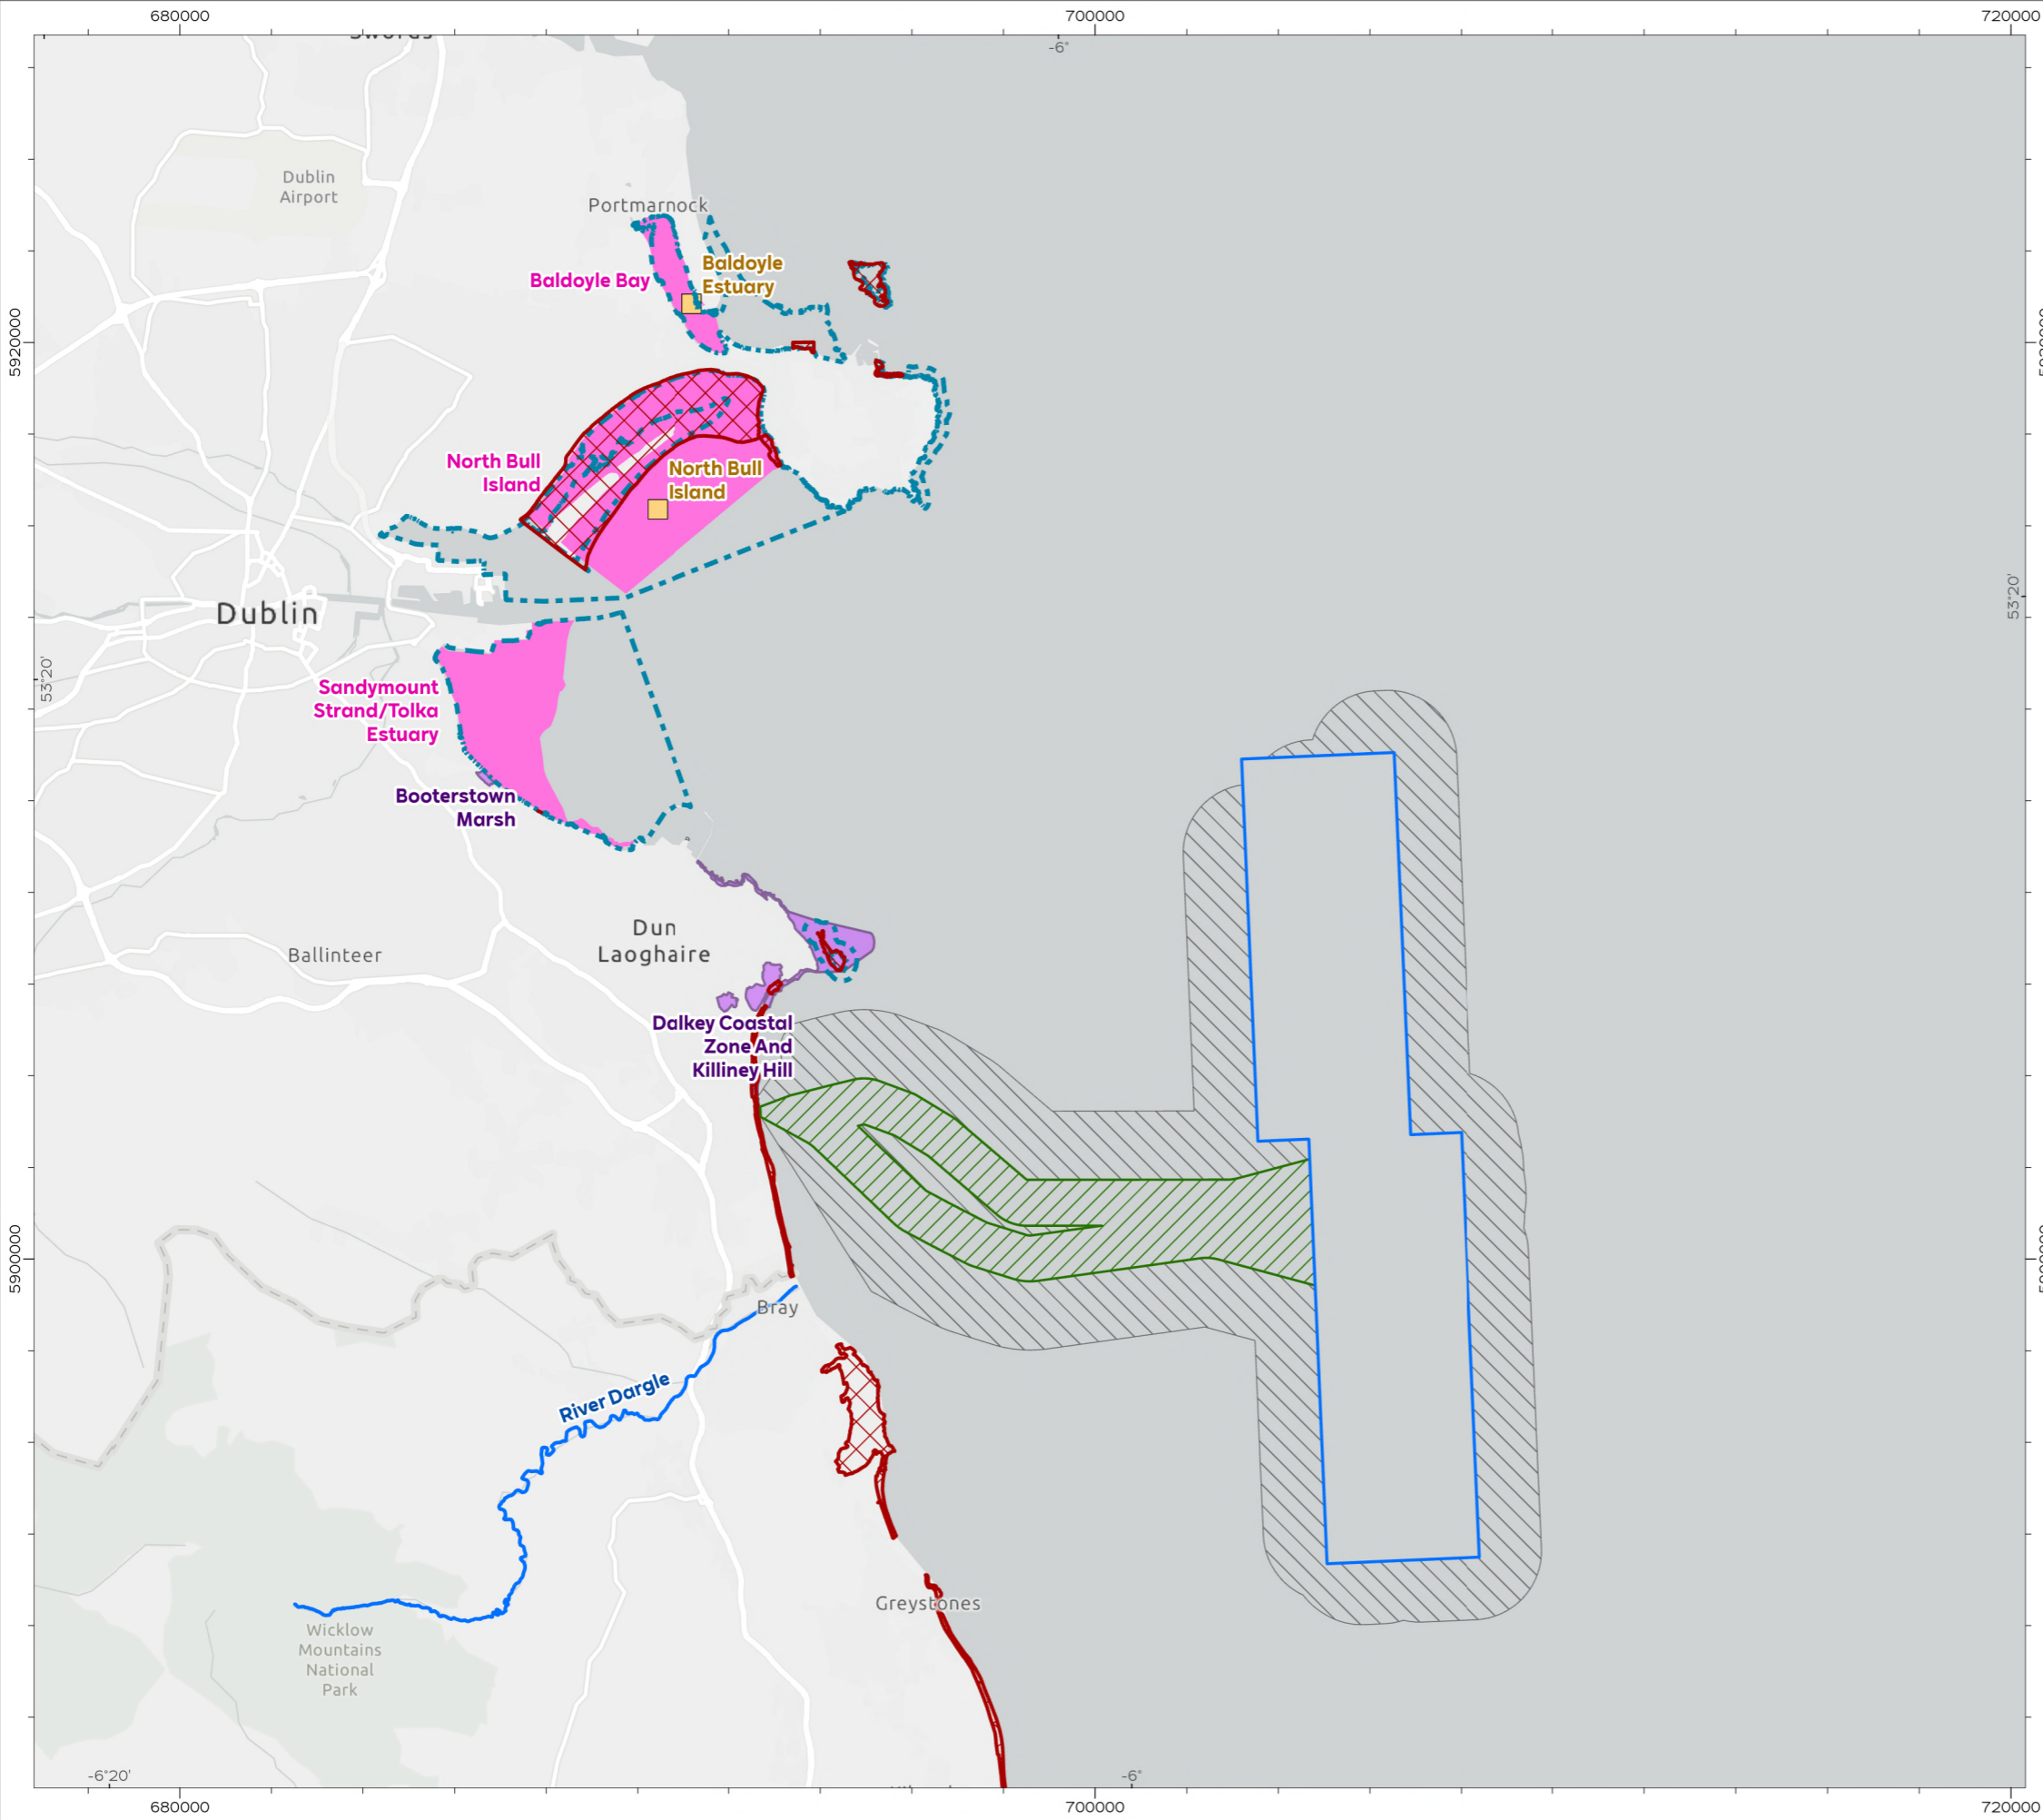 680000
700000
720000
-6°
Swords
Dublin
Airport
Portmarnock
Baldoyle
Estuary
Baldoyle Bay
5920000
North Bull
Island
North Bull
Island
53°20'
Dublin
53°20'
Sandymount
Strand/Tolka
Estuary
Booterstown
Marsh
Dun
Laoghaire
Ballinteer
Dalkey Coastal
Zone And
Killiney Hill
5900000
Bray
River Dargle
Greystones
Wicklow
Mountains
National
Park
-6°20'
-6°
680000
700000
720000